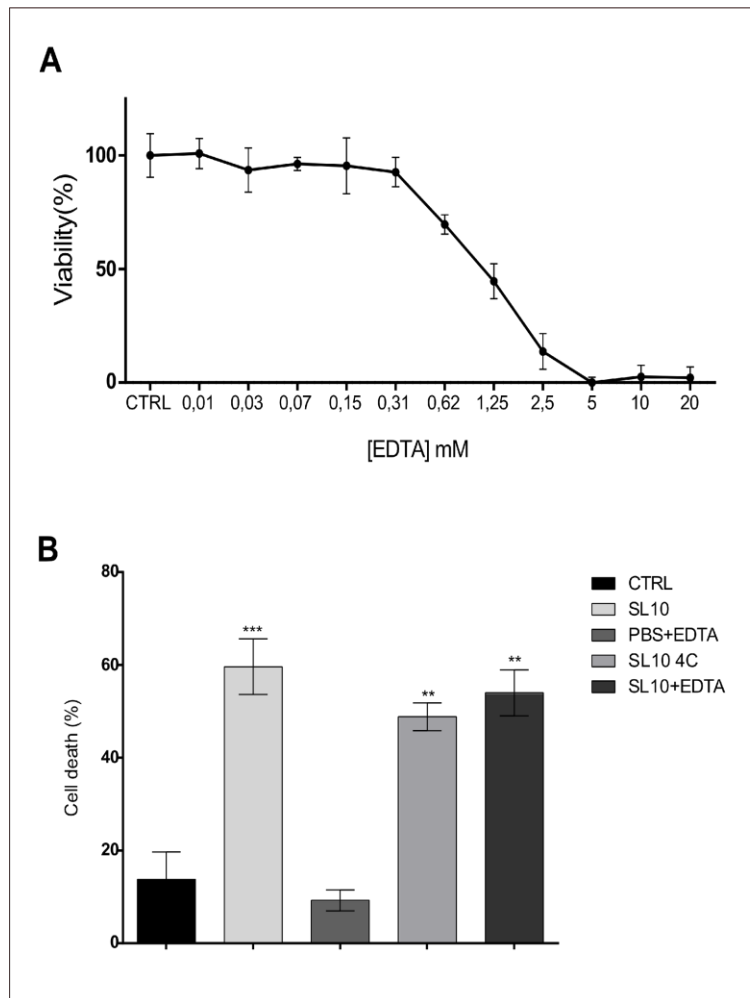 A
Viability(%)
100
50
0
CTRL 0,01 0,03 0,07 0,15 0,31 0,62 1,25 2,5 5 10 20
[EDTA] mM
B
Cell death (%)
80
60
40
20
0
***
**
**
CTRL
SL10
PBS+EDTA
SL10 4C
SL10+EDTA